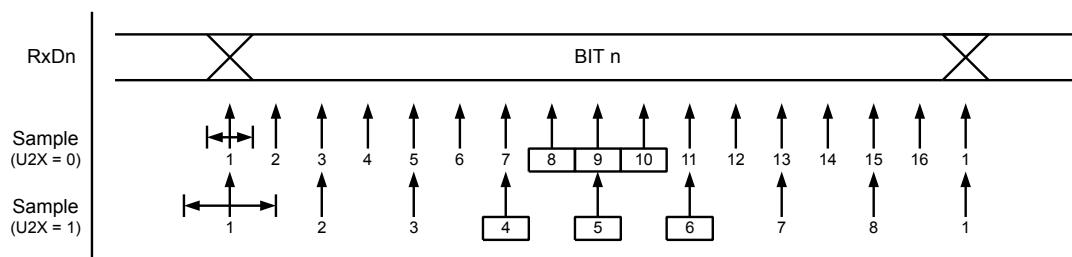 RxDn BIT n
Sample
(U2X = 0)
1 2 3 4 5 6 7 8 9 10 11 12 13 14 15 16 1
Sample
(U2X = 1)
1 2 3 4 5 6 7 8 1